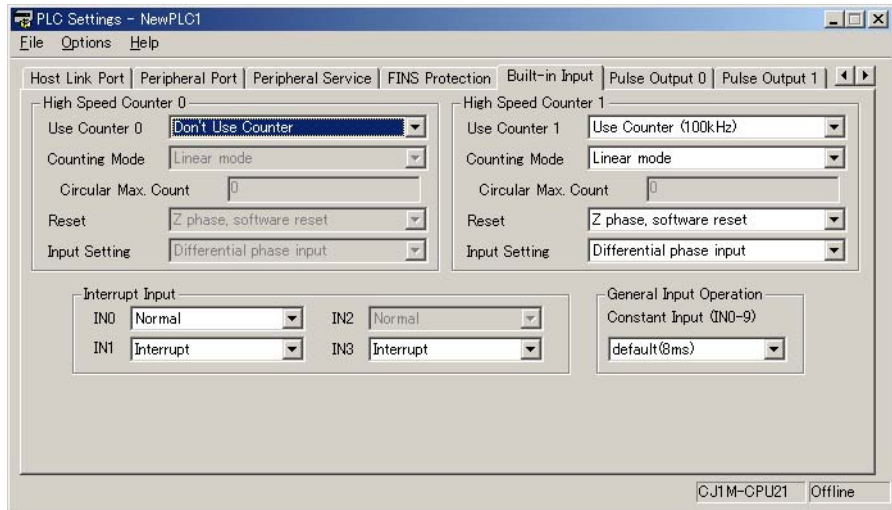 PLC Settings - NewPLC1
File Options Help
Host Link Port Peripheral Port Peripheral Service FINS Protection Built-in Input Pulse Output 0 Pulse Output 1
High Speed Counter 0
Use Counter 0 Don't Use Counter
Counting Mode Linear mode
Circular Max. Count 0
Reset Z phase, software reset
Input Setting Differential phase input
High Speed Counter 1
Use Counter 1 Use Counter (100kHz)
Counting Mode Linear mode
Circular Max. Count 0
Reset Z phase, software reset
Input Setting Differential phase input
Interrupt Input
IN0 Normal IN2 Normal
IN1 Interrupt IN3 Interrupt
General Input Operation
Constant Input (IN0-9)
default(8ms)
CJ1M-CPU21 Offline